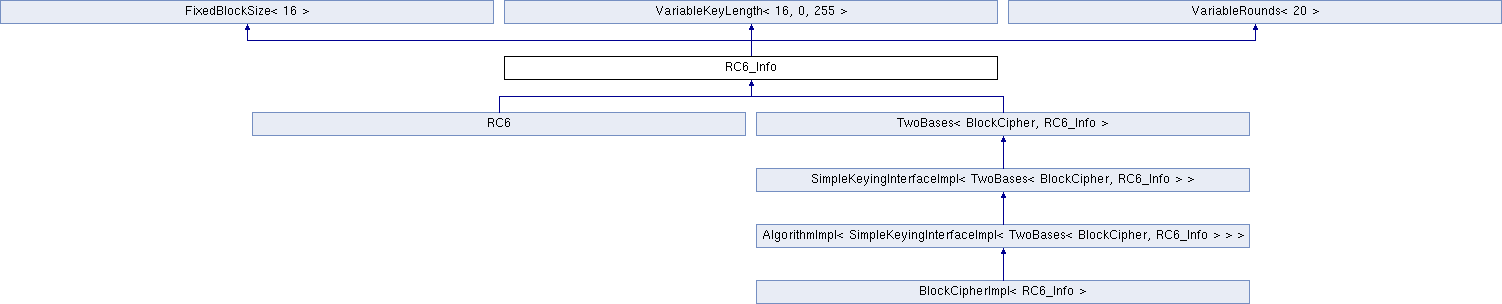 FixedBlockSize< 16 >
VariableKeyLength< 16, 0, 255 >
VariableRounds< 20 >
RC6_Info
RC6
TwoBases< BlockCipher, RC6_Info >
SimpleKeyingInterfaceImpl< TwoBases< BlockCipher, RC6_Info > >
AlgorithmImpl< SimpleKeyingInterfaceImpl< TwoBases< BlockCipher, RC6_Info > > >
BlockCipherImpl< RC6_Info >